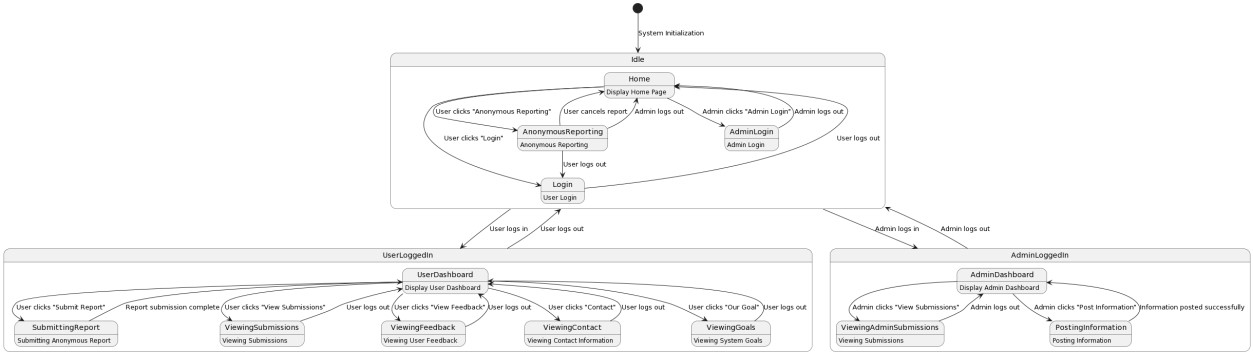 System Initialization
Idle
Home
Display Home Page
User clicks "Anonymous Reporting"
User cancels report
Admin logs out
Admin clicks "Admin Login"
Admin logs out
AnonymousReporting
Anonymous Reporting
AdminLogin
Admin Login
User clicks "Login"
User logs out
User logs out
Login
User Login
User logs in
User logs out
Admin logs in
Admin logs out
UserLoggedIn
UserDashboard
Display User Dashboard
User clicks "Submit Report"
Report submission complete
User clicks "View Submissions"
User logs out
User clicks "View Feedback"
User logs out
User clicks "Contact"
User logs out
User clicks "Our Goal"
User logs out
SubmittingReport
Submitting Anonymous Report
ViewingSubmissions
Viewing Submissions
ViewingFeedback
Viewing User Feedback
ViewingContact
Viewing Contact Information
ViewingGoals
Viewing System Goals
AdminLoggedIn
AdminDashboard
Display Admin Dashboard
Admin clicks "View Submissions"
Admin logs out
Admin clicks "Post Information"
Information posted successfully
ViewingAdminSubmissions
Viewing Submissions
PostingInformation
Posting Information